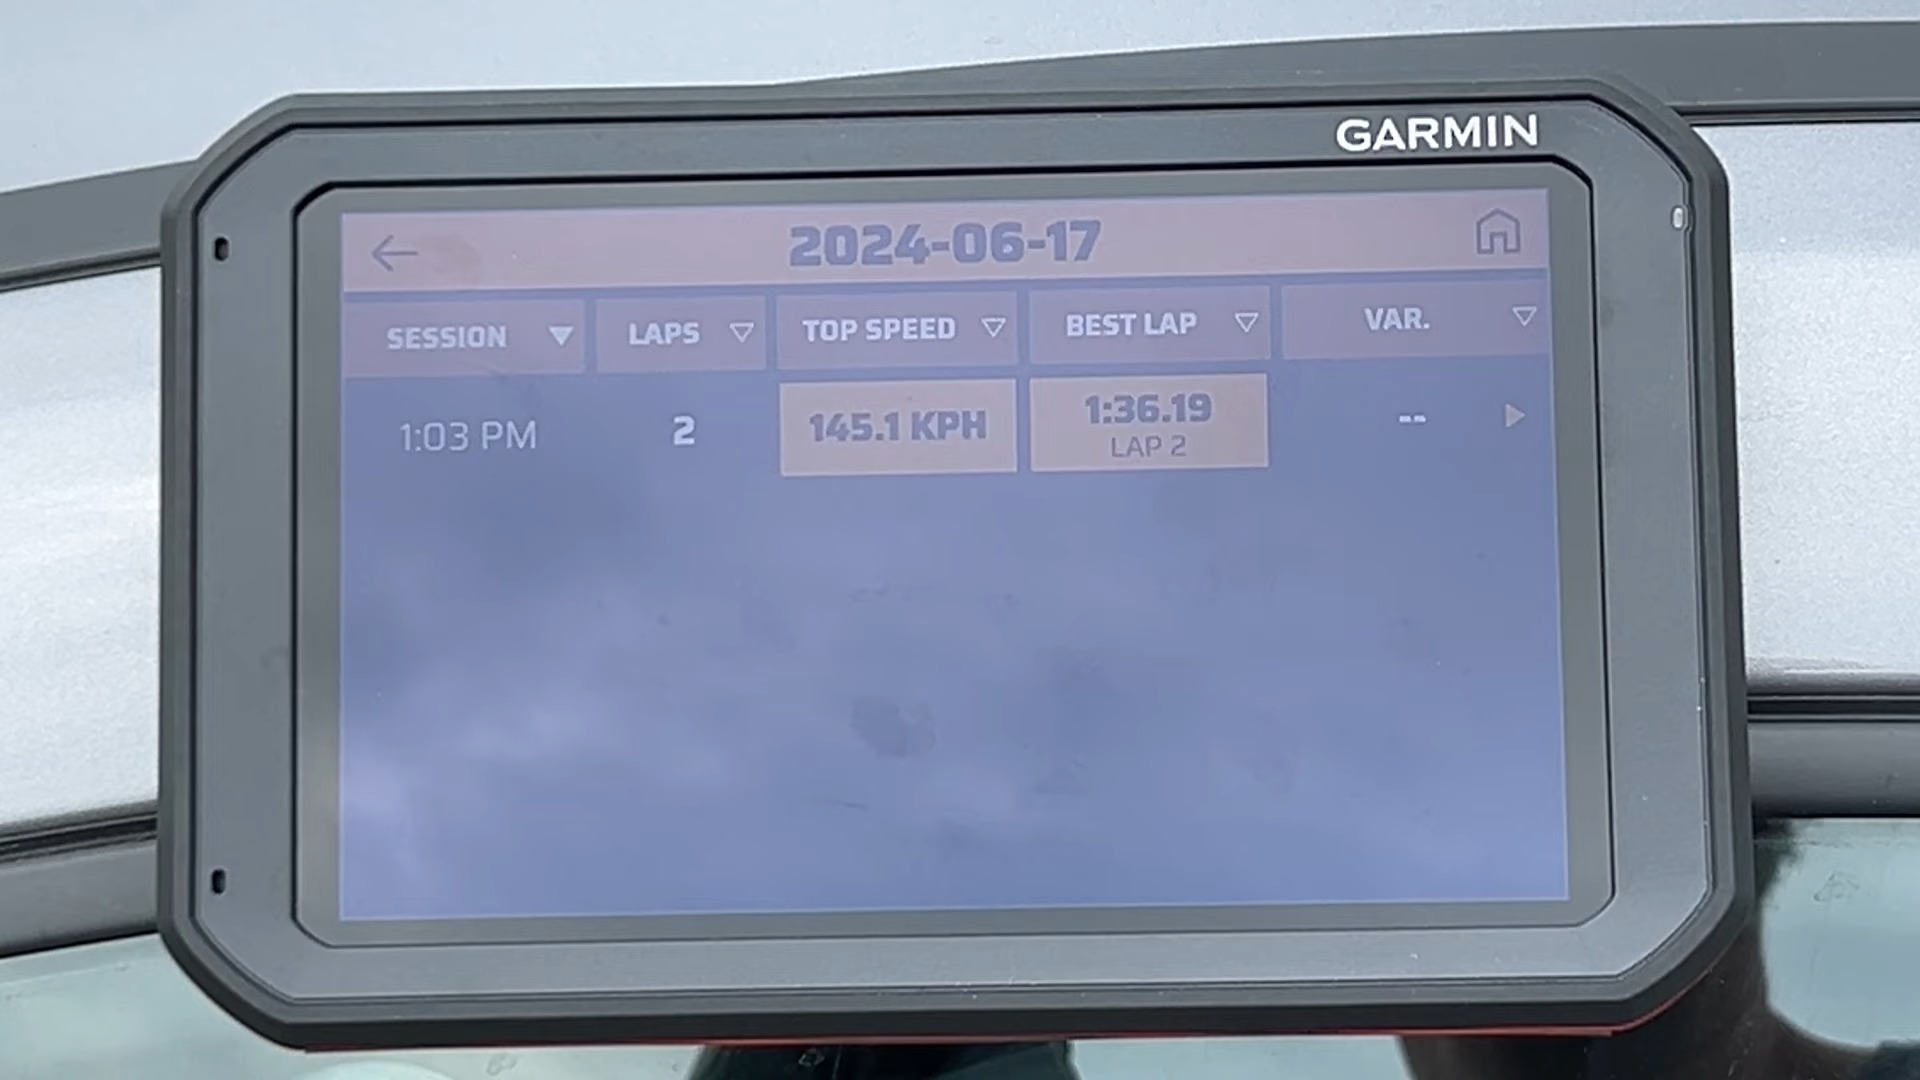 GARMIN
2024-06-17
SESSION LAPS TOP SPEED BEST LAP VAR.
1:03 PM 2 145.1 KPH 1:36.19 --
LAP 2